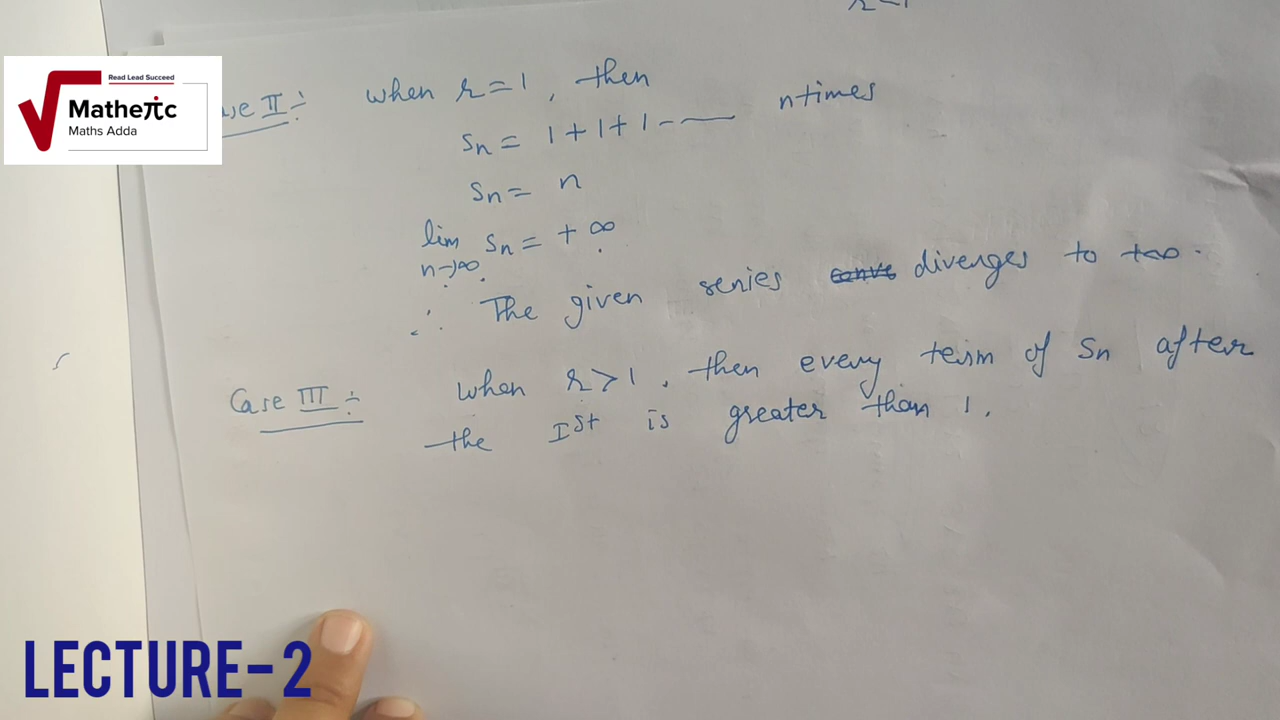 r-1
Read Lead Succeed
Matheπc
Maths Adda
Case II :-
when r = 1, then
Sn = 1 + 1 + 1 - - —— n times
Sn = n
lim Sn = + ∞
n→∞
∴ The given series diverges to +∞.
Case III :- when r > 1, then every term of Sn after
the Ist is greater than 1.
LECTURE-2